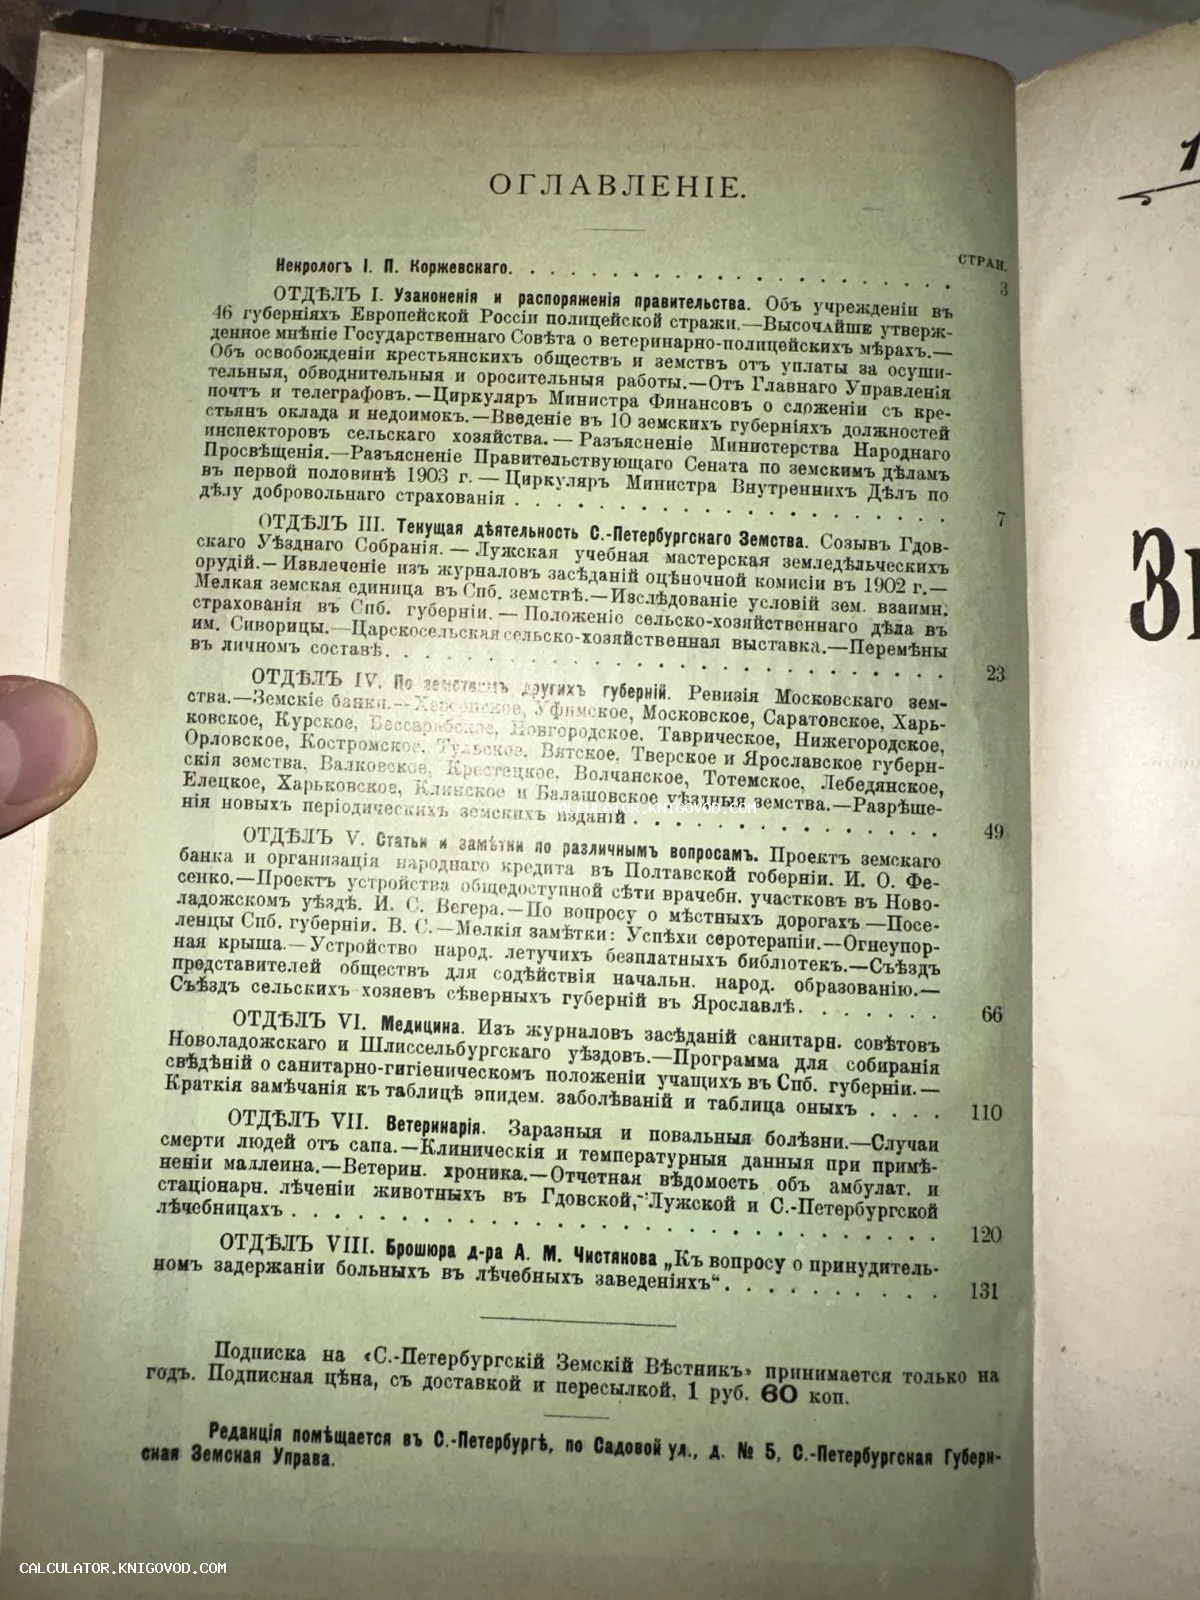 ОГЛАВЛЕНІЕ.
СТРАН.
Некрологъ І. П. Коржевскаго. 3
ОТДѢЛЪ I. Узаконенія и распоряженія правительства. Объ учрежденіи въ
46 губерніяхъ Европейской Россіи полицейской стражи.—Высочайше утверж-
денное мнѣніе Государственнаго Совѣта о ветеринарно-полицейскихъ мѣрахъ.—
Объ освобожденіи крестьянскихъ обществъ и земствъ отъ уплаты за осуши-
тельныя, обводнительныя и оросительныя работы.—Отъ Главнаго Управленія
почтъ и телеграфовъ.—Циркуляръ Министра Финансовъ о сложеніи съ кре-
стьянъ оклада и недоимокъ.—Введеніе въ 10 земскихъ губерніяхъ должностей
инспекторовъ сельскаго хозяйства.—Разъясненіе Министерства Народнаго
Просвѣщенія.—Разъясненіе Правительствующаго Сената по земскимъ дѣламъ
въ первой половинѣ 1903 г.—Циркуляръ Министра Внутреннихъ Дѣлъ по
дѣлу добровольнаго страхованія 7
ОТДѢЛЪ III. Текущая дѣятельность С.-Петербургскаго Земства. Созывъ Гдов-
скаго Уѣзднаго Собранія.—Лужская учебная мастерская земледѣльческихъ
орудій.—Извлеченіе изъ журналовъ засѣданій оцѣночной комисіи въ 1902 г.—
Мелкая земская единица въ Спб. земствѣ.—Изслѣдованіе условій зем. взаимн.
страхованія въ Спб. губерніи.—Положеніе сельско-хозяйственнаго дѣла въ
им. Сиворицы.—Царскосельская сельско-хозяйственная выставка.—Перемѣны
въ личномъ составѣ. 23
ОТДѢЛЪ IV. По земствамъ другихъ губерній. Ревизія Московскаго зем-
ства.—Земскіе банки.—Херсонское, Уфимское, Московское, Саратовское, Харь-
ковское, Курское, Бессарабское, Новгородское, Таврическое, Нижегородское,
Орловское, Костромское, Тульское, Вятское, Тверское и Ярославское губерн-
скія земства, Валковское, Крестецкое, Волчанское, Тотемское, Лебедянское,
Елецкое, Харьковское, Клинское и Балашовское уѣздныя земства.—Разрѣше-
нія новыхъ періодическихъ земскихъ изданій 49
ОТДѢЛЪ V. Статьи и замѣтки по различнымъ вопросамъ. Проектъ земскаго
банка и организація народнаго кредита въ Полтавской гоберніи. И. О. Фе-
сенко.—Проектъ устройства общедоступной сѣти врачебн. участковъ въ Ново-
ладожскомъ уѣздѣ. И. С. Вегера.—По вопросу о мѣстныхъ дорогахъ—Посе-
ленцы Спб. губерніи. В. С.—Мелкія замѣтки: Успѣхи серотерапіи.—Огнеупор-
ная крыша.—Устройство народ. летучихъ безплатныхъ библіотекъ.—Съѣздъ
представителей обществъ для содѣйствія начальн. народ. образованію.—
Съѣздъ сельскихъ хозяевъ сѣверныхъ губерній въ Ярославлѣ. 66
ОТДѢЛЪ VI. Медицина. Изъ журналовъ засѣданій санитарн. совѣтовъ
Новоладожскаго и Шлиссельбургскаго уѣздовъ.—Программа для собиранія
свѣдѣній о санитарно-гигіеническомъ положеніи учащихъ въ Спб. губерніи.—
Краткія замѣчанія къ таблицѣ эпидем. заболѣваній и таблица оныхъ 110
ОТДѢЛЪ VII. Ветеринарія. Заразныя и повальныя болѣзни.—Случаи
смерти людей отъ сапа.—Клиническія и температурныя данныя при примѣ-
неніи маллеина.—Ветерин. хроника.—Отчетная вѣдомость объ амбулат. и
стаціонарн. лѣченіи животныхъ въ Гдовской, Лужской и С.-Петербургской
лѣчебницахъ 120
ОТДѢЛЪ VIII. Брошюра д-ра А. М. Чистякова „Къ вопросу о принудитель-
номъ задержаніи больныхъ въ лѣчебныхъ заведеніяхъ“. 131
Подписка на «С.-Петербургскій Земскій Вѣстникъ» принимается только на
годъ. Подписная цѣна, съ доставкой и пересылкой, 1 руб. 60 коп.
Редакція помѣщается въ С.-Петербургѣ, по Садовой ул., д. № 5, С.-Петербургская Губерн-
ская Земская Управа.
CALCULATOR.KNIGOVOD.COM
CALCULATOR.KNIGOVOD.COM